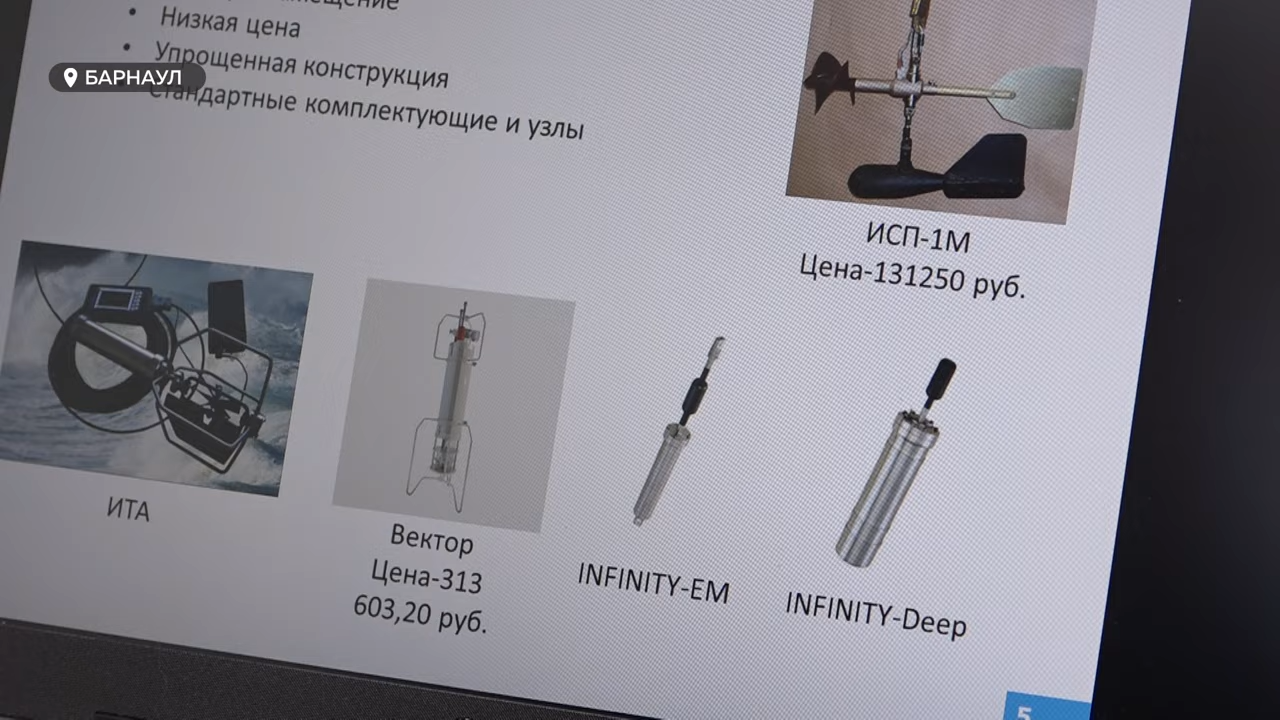 Низкая цена
Упрощенная конструкция
БАРНАУЛ
Стандартные комплектующие и узлы
ИСП-1М
Цена-131250 руб.
ИТА
Вектор
Цена-313
603,20 руб.
INFINITY-EM
INFINITY-Deep
5